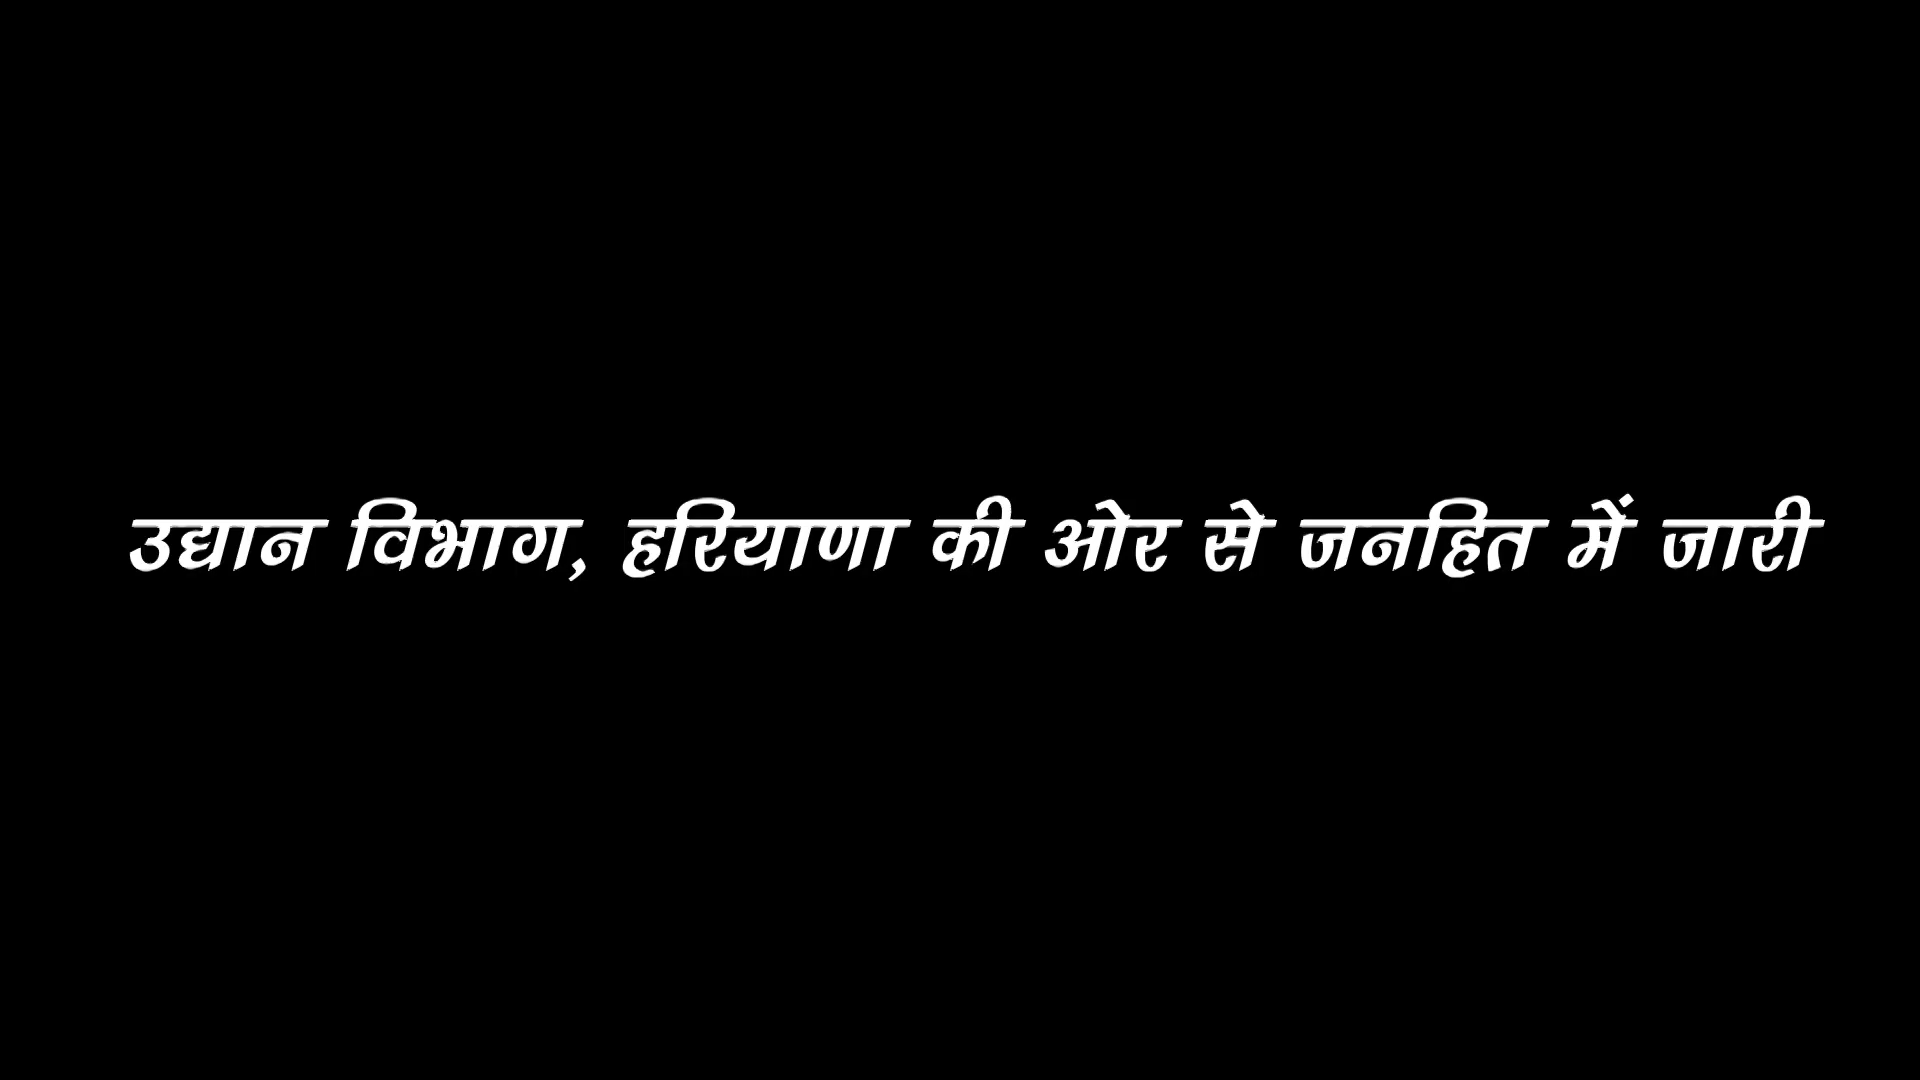 उद्यान विभाग, हरियाणा की ओर से जनहित में जारी